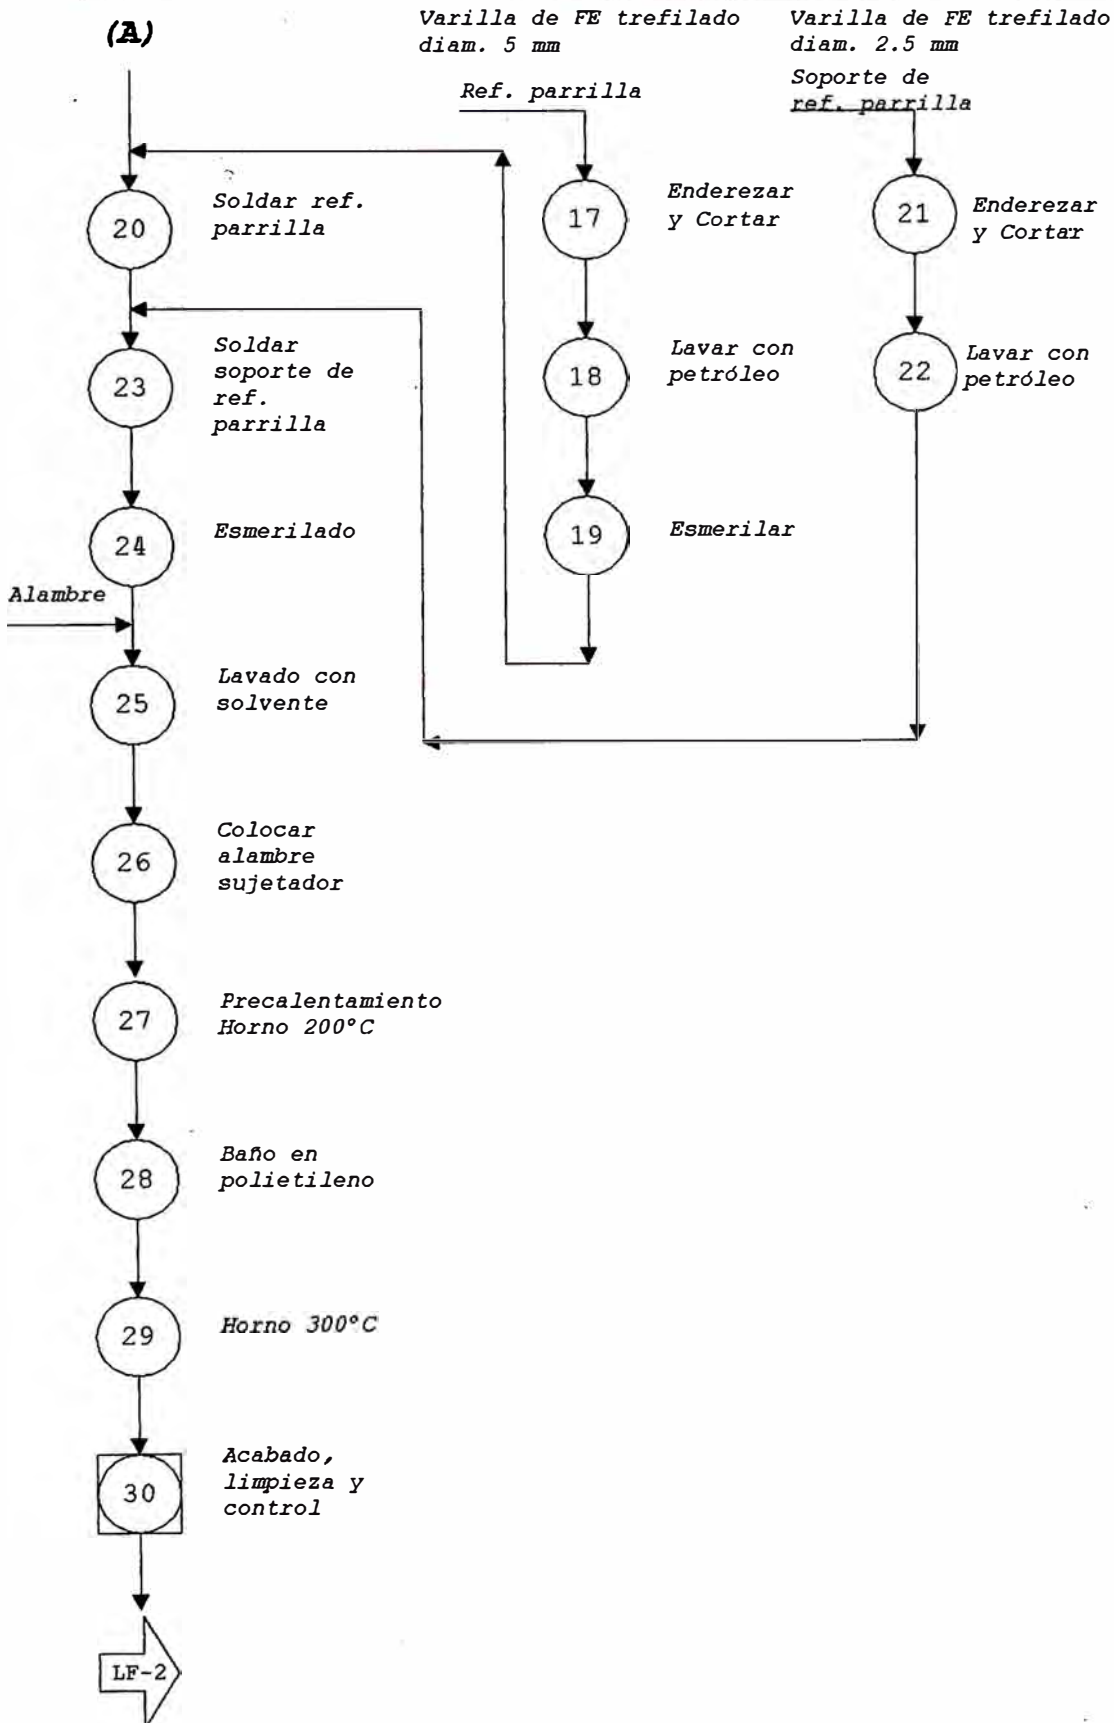 (A)
Varilla de FE trefilado
diam. 5 mm
Ref. parrilla
Varilla de FE trefilado
diam. 2.5 mm
Soporte de
ref. parrilla
20
Soldar ref.
parrilla
17
Enderezar
y Cortar
21
Enderezar
y Cortar
23
Soldar
soporte de
ref.
parrilla
18
Lavar con
petróleo
22
Lavar con
petróleo
24
Esmerilado
19
Esmerilar
Alambre
25
Lavado con
solvente
26
Colocar
alambre
sujetador
27
Precalentamiento
Horno 200°C
28
Baño en
polietileno
29
Horno 300°C
30
Acabado,
limpieza y
control
LF-2